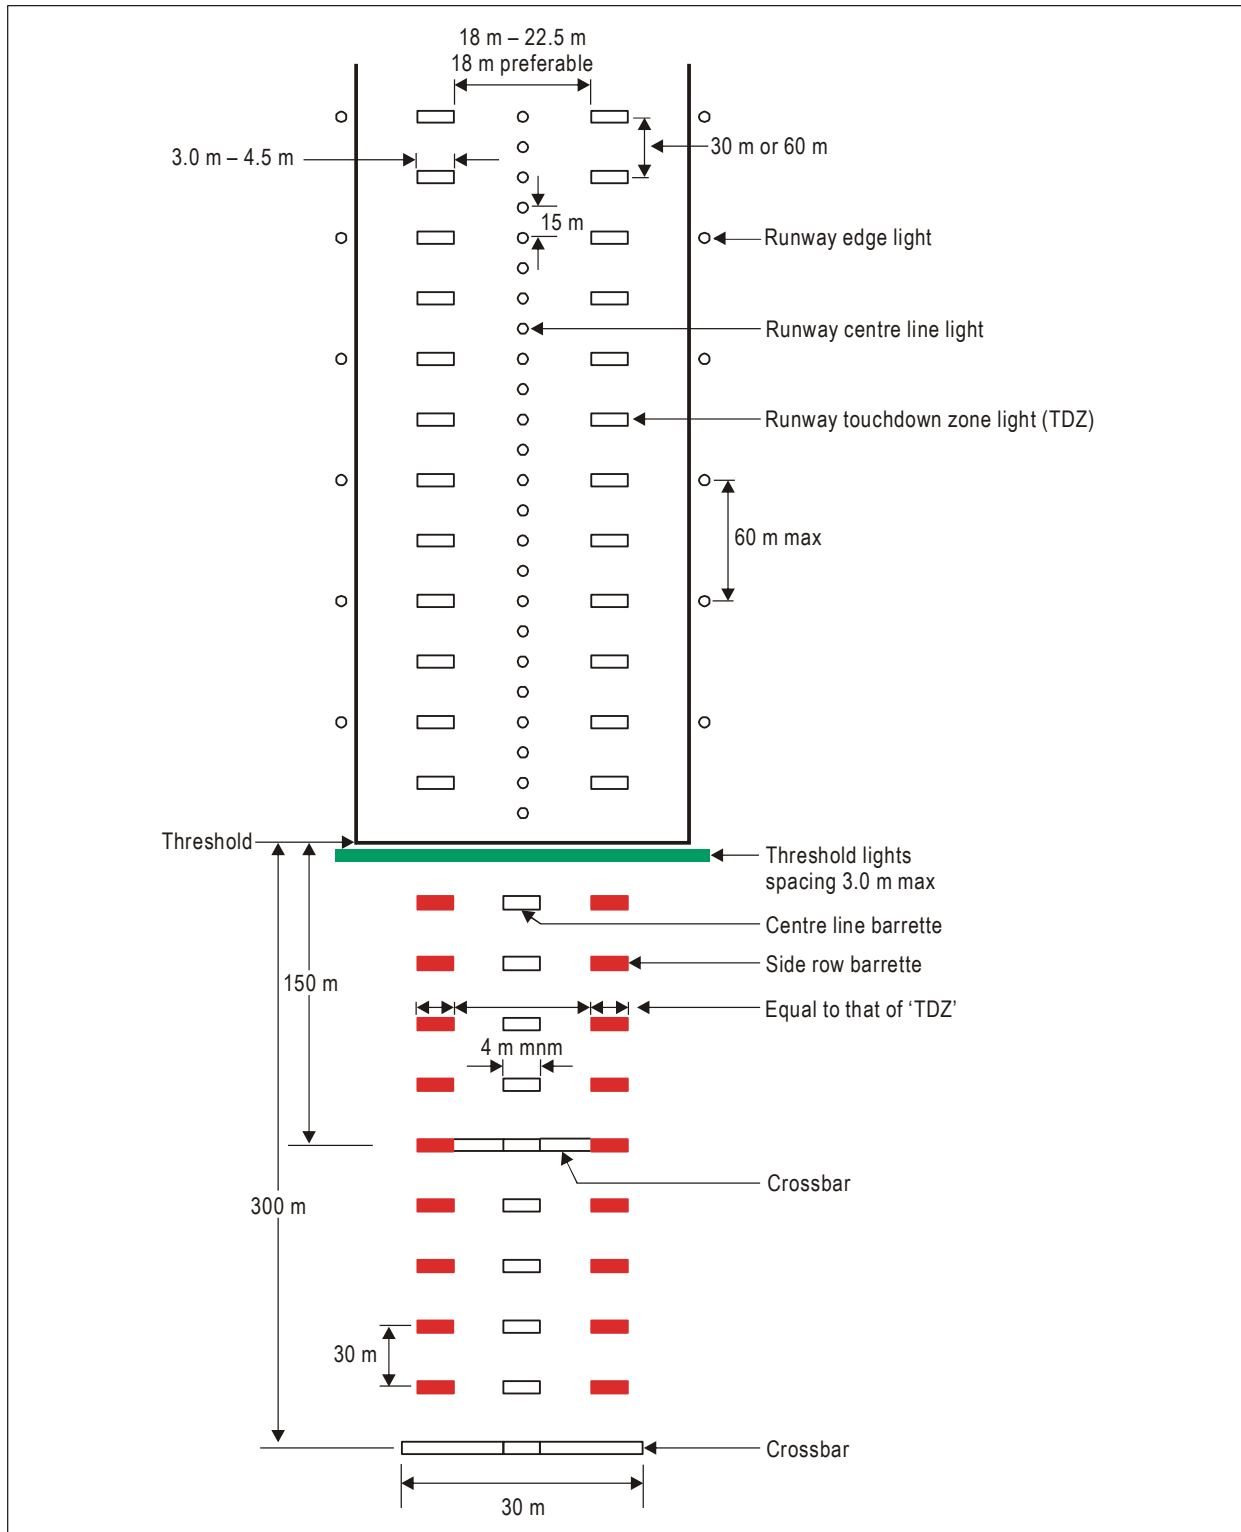 18 m – 22.5 m
18 m preferable
30 m or 60 m
3.0 m – 4.5 m
15 m
Runway edge light
Runway centre line light
Runway touchdown zone light (TDZ)
60 m max
Threshold
Threshold lights
spacing 3.0 m max
Centre line barrette
Side row barrette
150 m
Equal to that of ‘TDZ’
4 m mnm
Crossbar
300 m
30 m
Crossbar
30 m